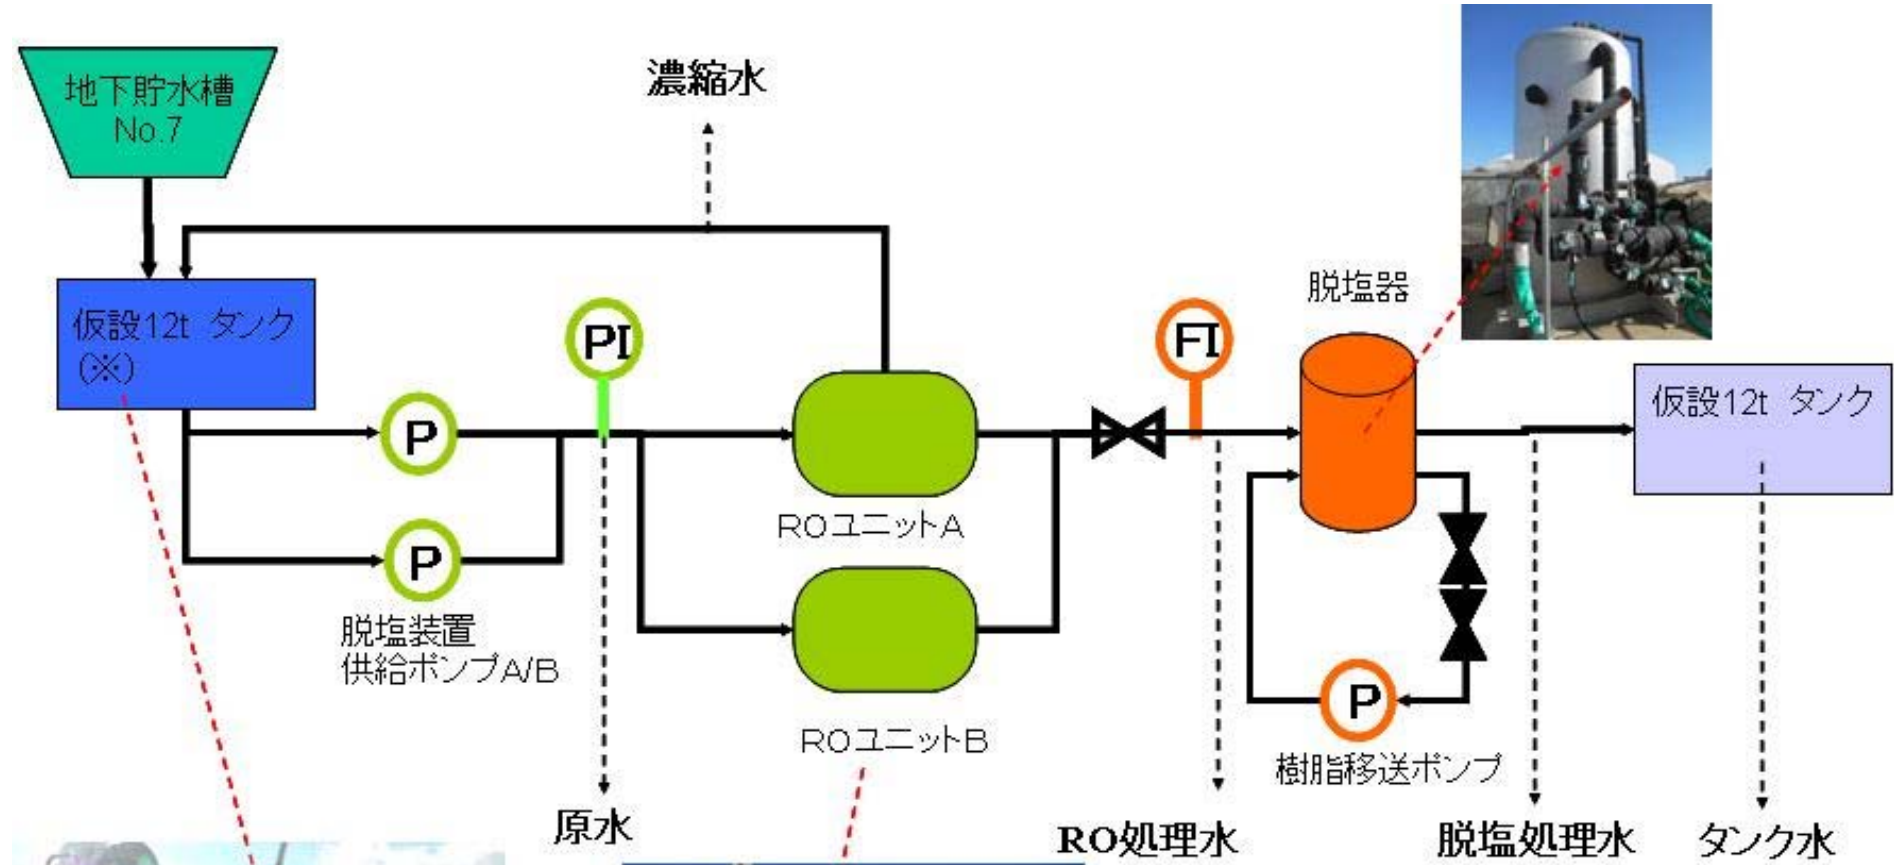 地下貯水槽
No.7
濃縮水
仮設12t タンク
(※)
PI
FI
脱塩器
仮設12t タンク
P
ROユニットA
P
脱塩装置
供給ポンプA/B
ROユニットB
P
樹脂移送ポンプ
原水
RO処理水
脱塩処理水
タンク水